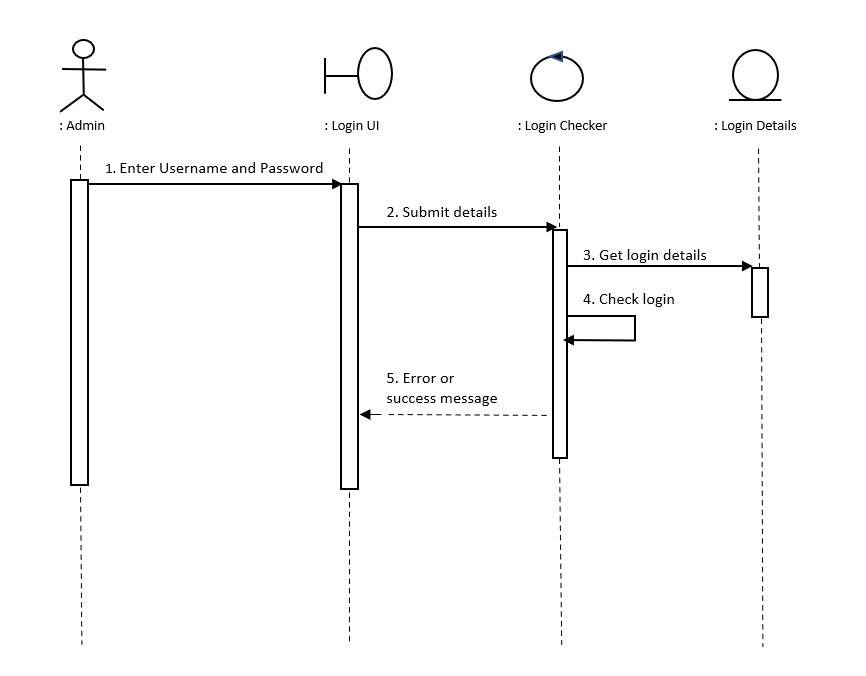 : Admin
: Login UI
: Login Checker
: Login Details
1. Enter Username and Password
2. Submit details
3. Get login details
4. Check login
5. Error or
success message